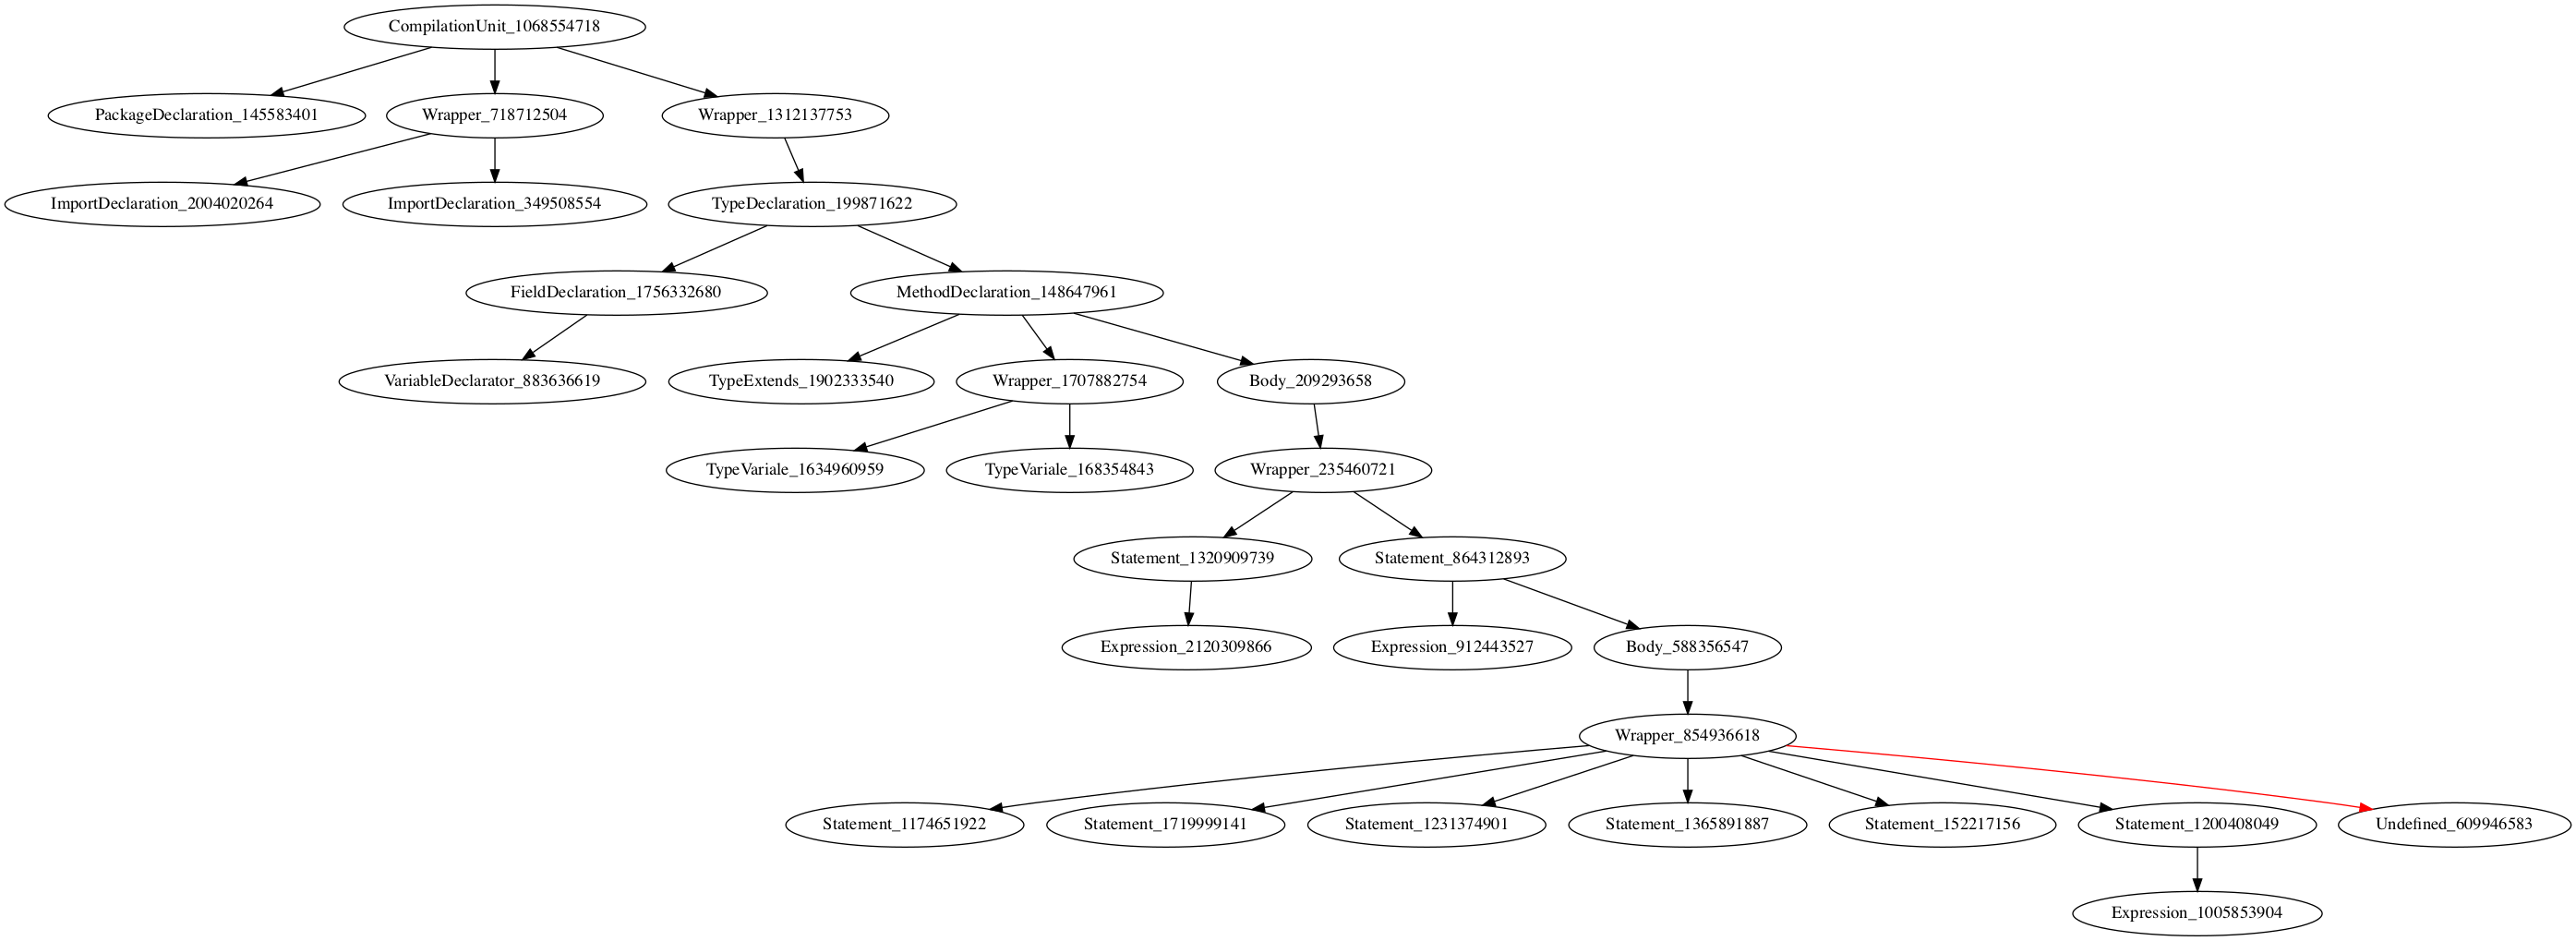 CompilationUnit_1068554718
PackageDeclaration_145583401
Wrapper_718712504
Wrapper_1312137753
ImportDeclaration_2004020264
ImportDeclaration_349508554
TypeDeclaration_199871622
FieldDeclaration_1756332680
MethodDeclaration_148647961
VariableDeclarator_883636619
TypeExtends_1902333540
Wrapper_1707882754
Body_209293658
TypeVariale_1634960959
TypeVariale_168354843
Wrapper_235460721
Statement_1320909739
Statement_864312893
Expression_2120309866
Expression_912443527
Body_588356547
Wrapper_854936618
Statement_1174651922
Statement_1719999141
Statement_1231374901
Statement_1365891887
Statement_152217156
Statement_1200408049
Undefined_609946583
Expression_1005853904